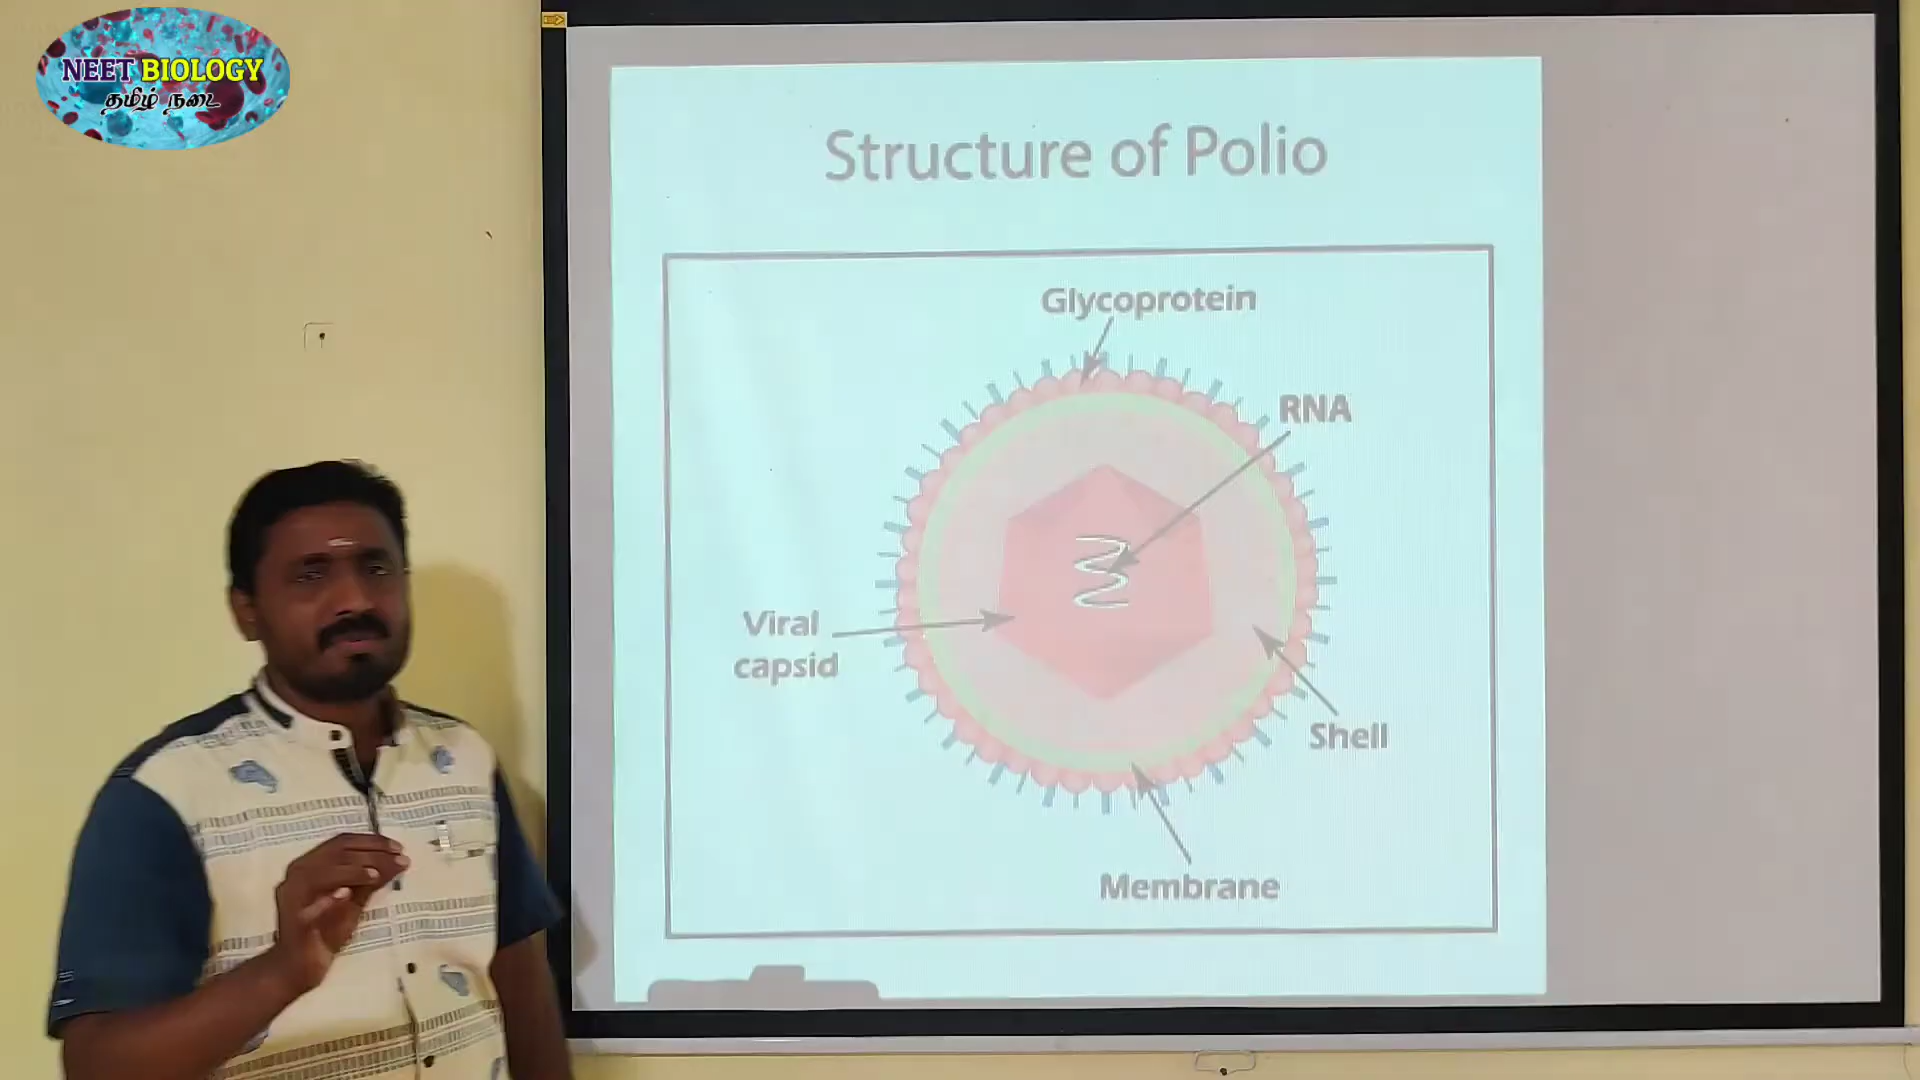 NEET BIOLOGY
தமிழ் நடை
Structure of Polio
Glycoprotein
RNA
Viral
capsid
Shell
Membrane